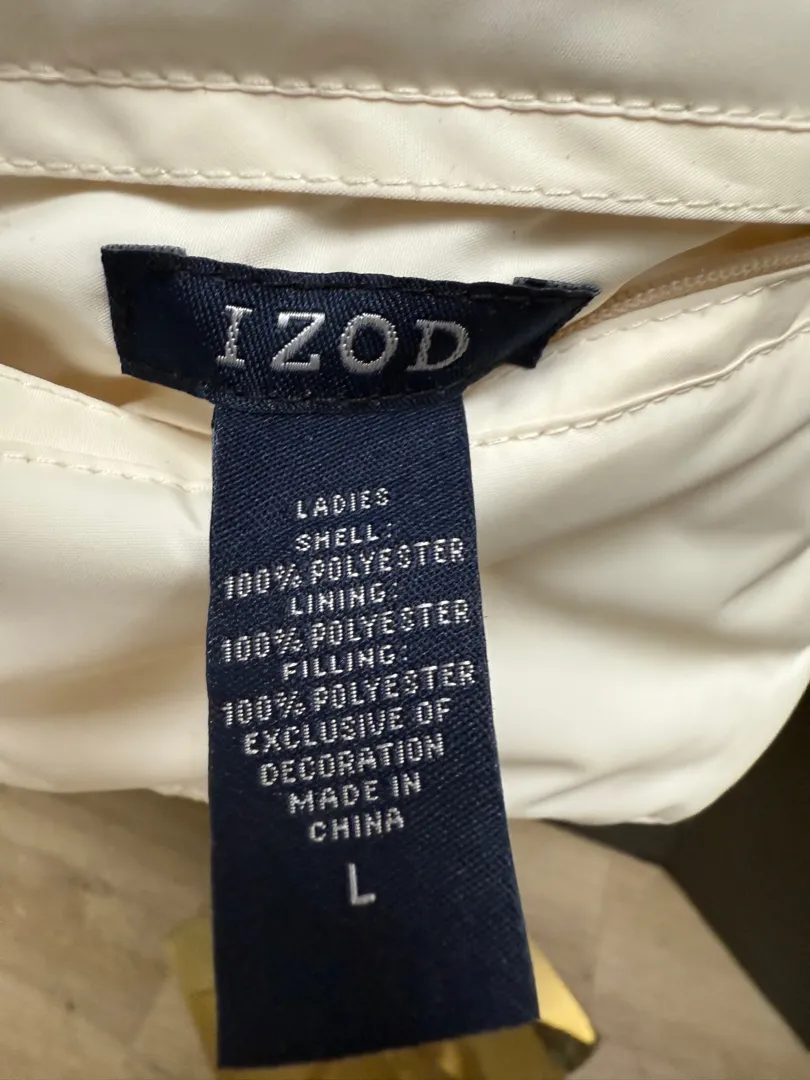 IZOD
LADIES
SHELL:
100% POLYESTER
LINING:
100% POLYESTER
FILLING:
100% POLYESTER
EXCLUSIVE OF
DECORATION
MADE IN
CHINA
L